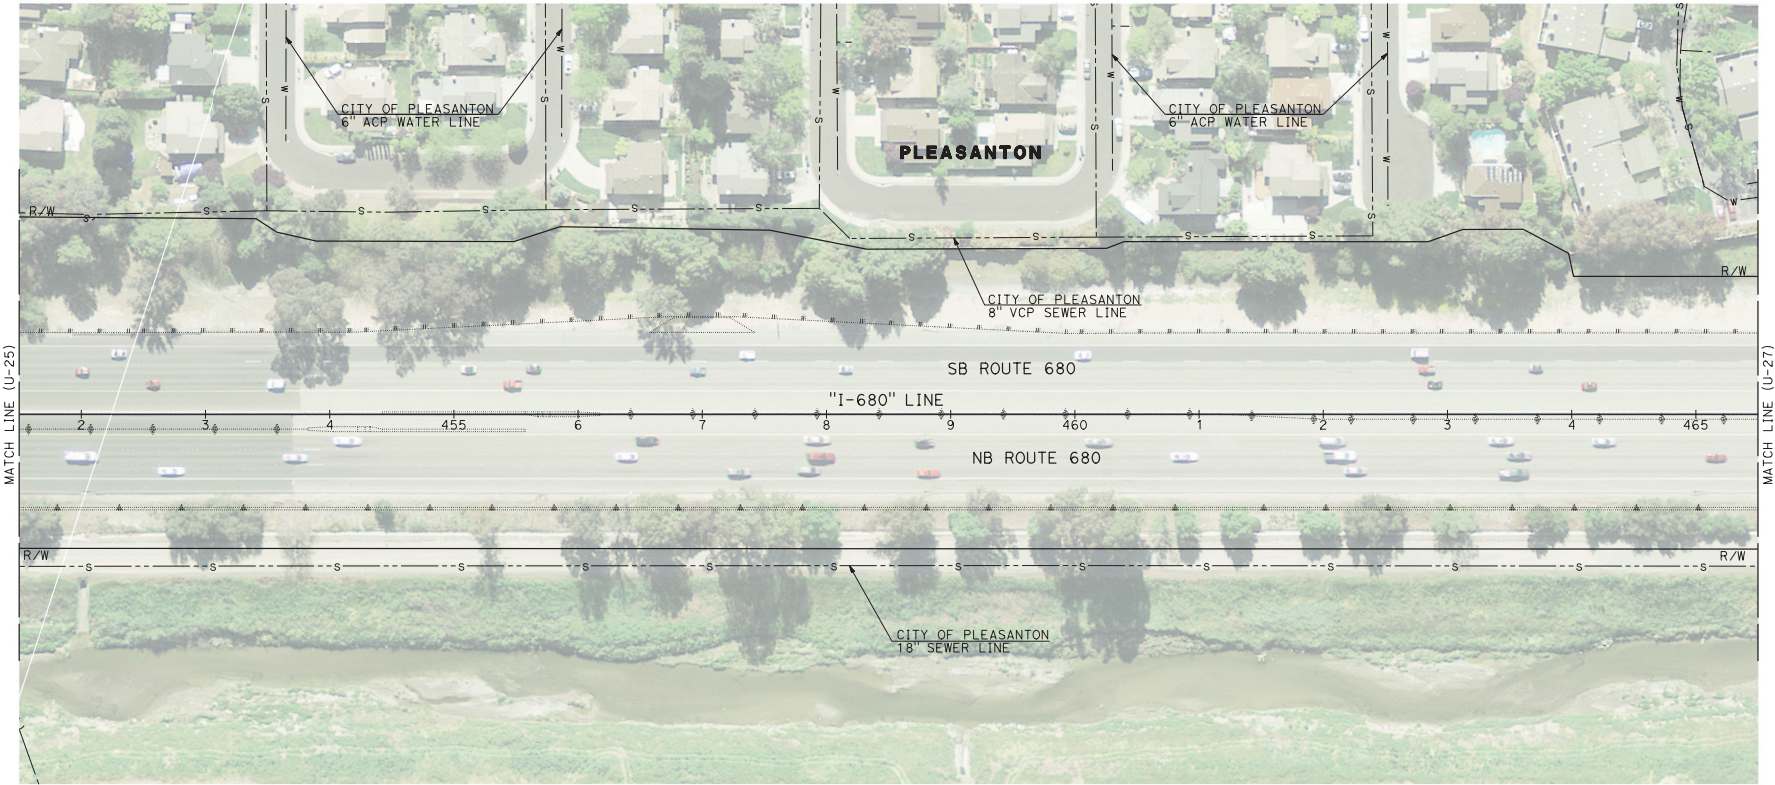 CITY OF PLEASANTON
6" ACP WATER LINE
CITY OF PLEASANTON
6" ACP WATER LINE
PLEASANTON
R/W
R/W
CITY OF PLEASANTON
8" VCP SEWER LINE
MATCH LINE (U-25)
MATCH LINE (U-27)
SB ROUTE 680
"I-680" LINE
2 3 4 455 6 7 8 9 460 1 2 3 4 465
NB ROUTE 680
R/W
R/W
S S S S S S S S S S S S S S
CITY OF PLEASANTON
18" SEWER LINE